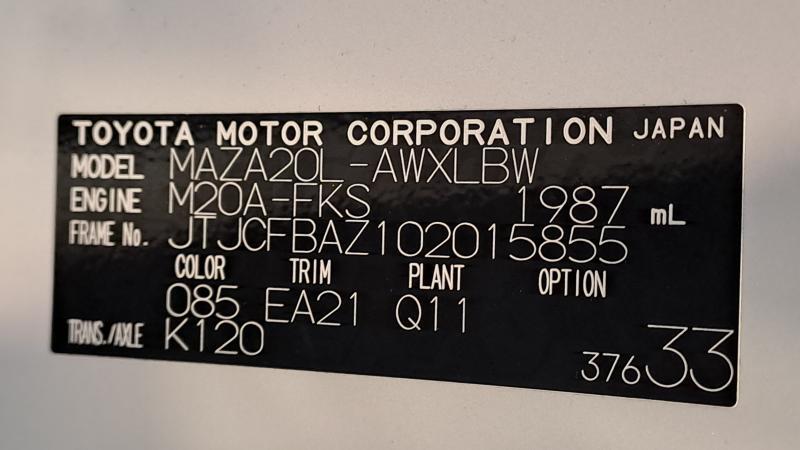 TOYOTA MOTOR CORPORATION JAPAN
MODEL MAZA20L-AWXLBW
ENGINE M20A-FKS 1987 mL
FRAME No. JTJCFBAZ102015855
COLOR TRIM PLANT OPTION
085 EA21 Q11
TRANS./AXLE K120
37633